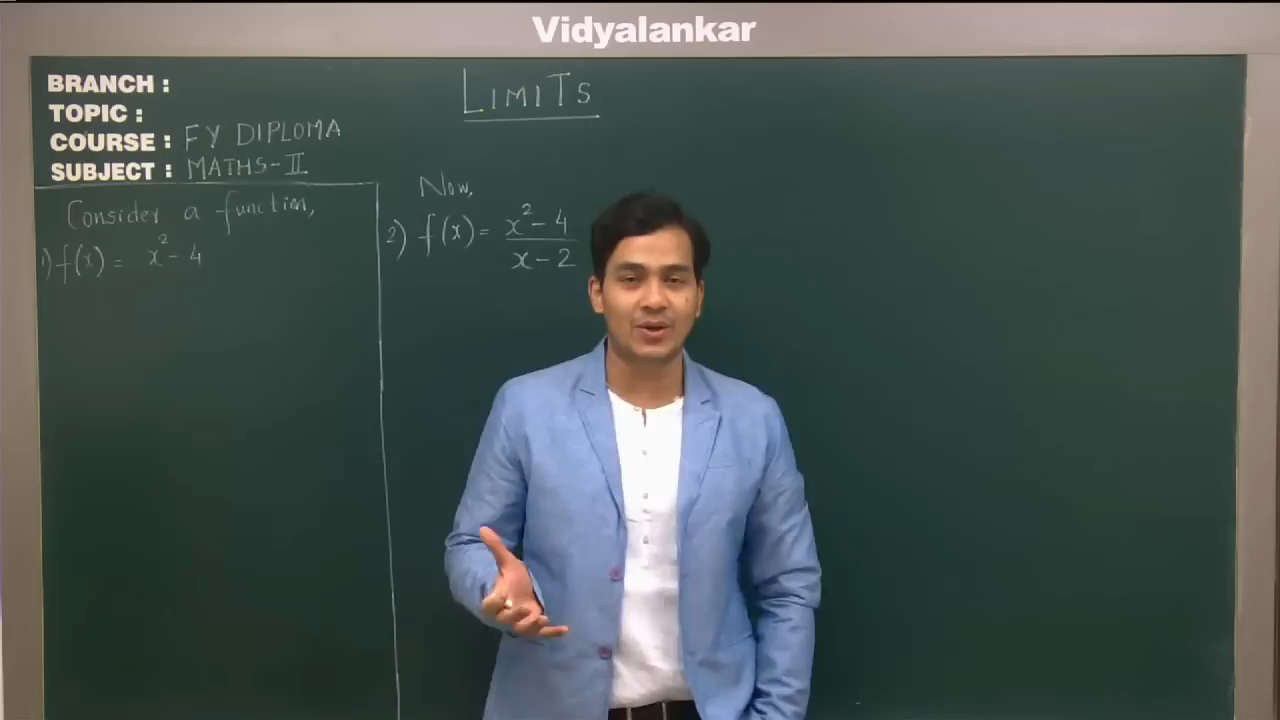 Vidyalankar
BRANCH :
TOPIC :
COURSE : FY DIPLOMA
SUBJECT : MATHS-II
LIMITS
Consider a function,
1) f(x) = x² - 4
Now,
2) f(x) = x² - 4 / x - 2